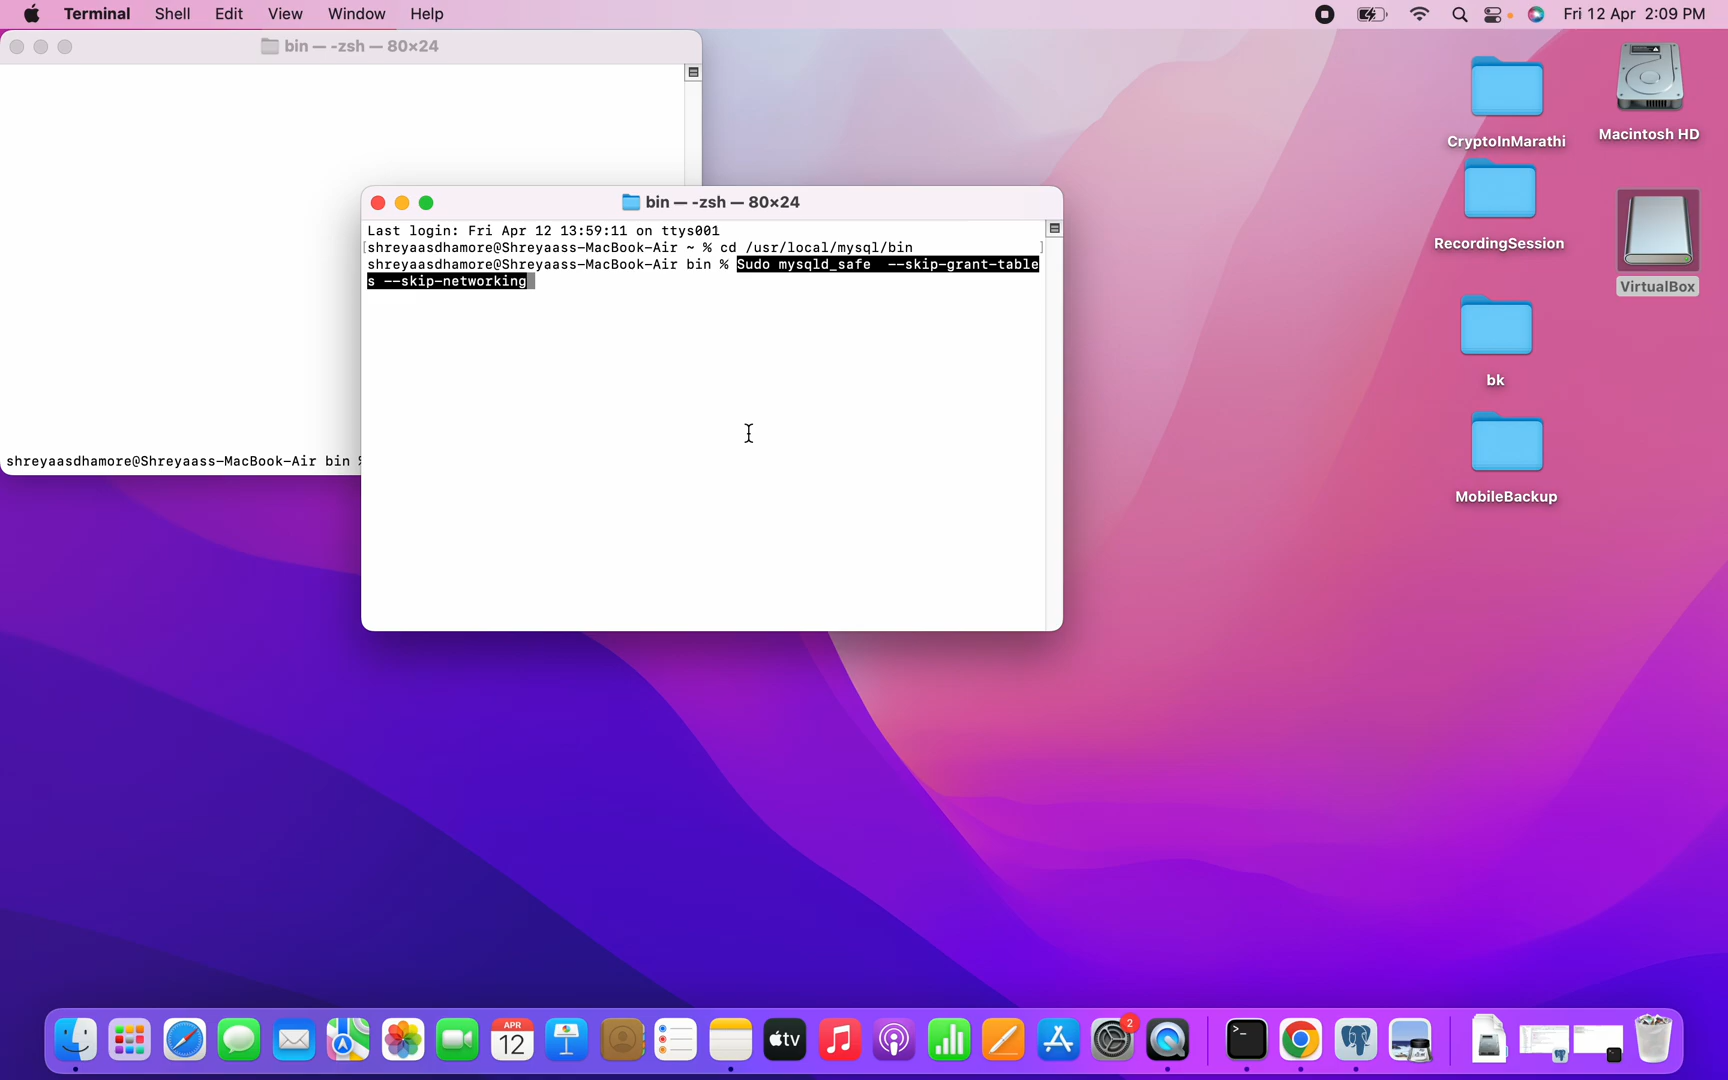 Terminal Shell Edit View Window Help
Fri 12 Apr 2:09 PM
bin — -zsh — 80×24
shreyaasdhamore@Shreyaass-MacBook-Air bin %
bin — -zsh — 80×24
Last login: Fri Apr 12 13:59:11 on ttys001
[shreyaasdhamore@Shreyaass-MacBook-Air ~ % cd /usr/local/mysql/bin ]
shreyaasdhamore@Shreyaass-MacBook-Air bin % Sudo mysqld_safe  --skip-grant-table
s --skip-networking
CryptoInMarathi
Macintosh HD
RecordingSession
VirtualBox
bk
MobileBackup
APR
12
tv
2